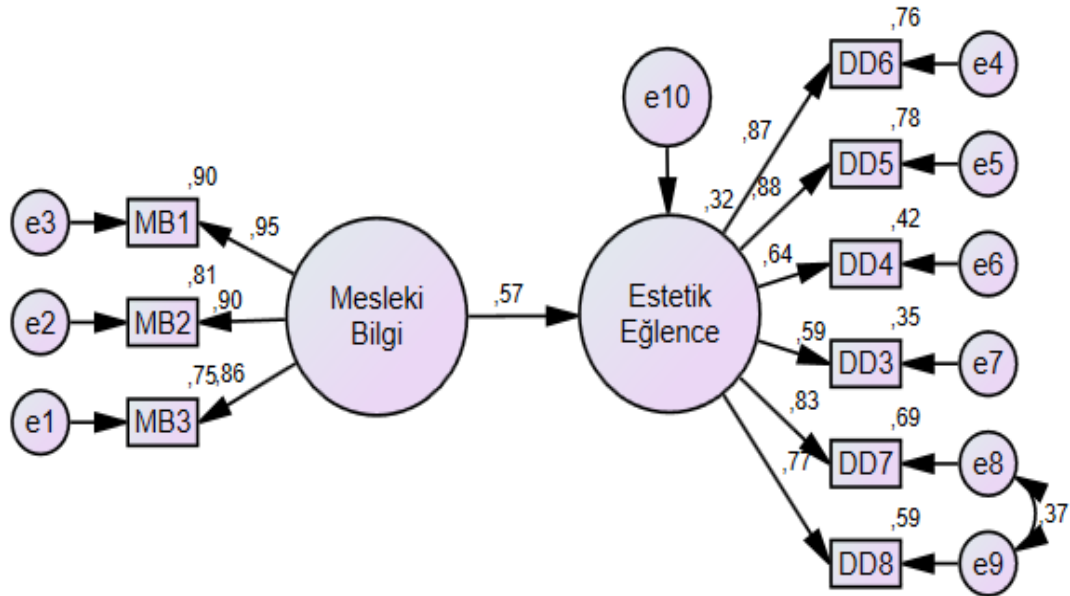 ,76
DD6
e4
e10
,87
,78
DD5
e5
,90
,32
,88
e3
MB1
,95
,42
,64
DD4
e6
,81
Mesleki
Bilgi
,57
Estetik
Eğlence
e2
MB2
,90
,35
,59
DD3
e7
,75
,86
e1
MB3
,83
,69
DD7
e8
,77
,37
,59
DD8
e9